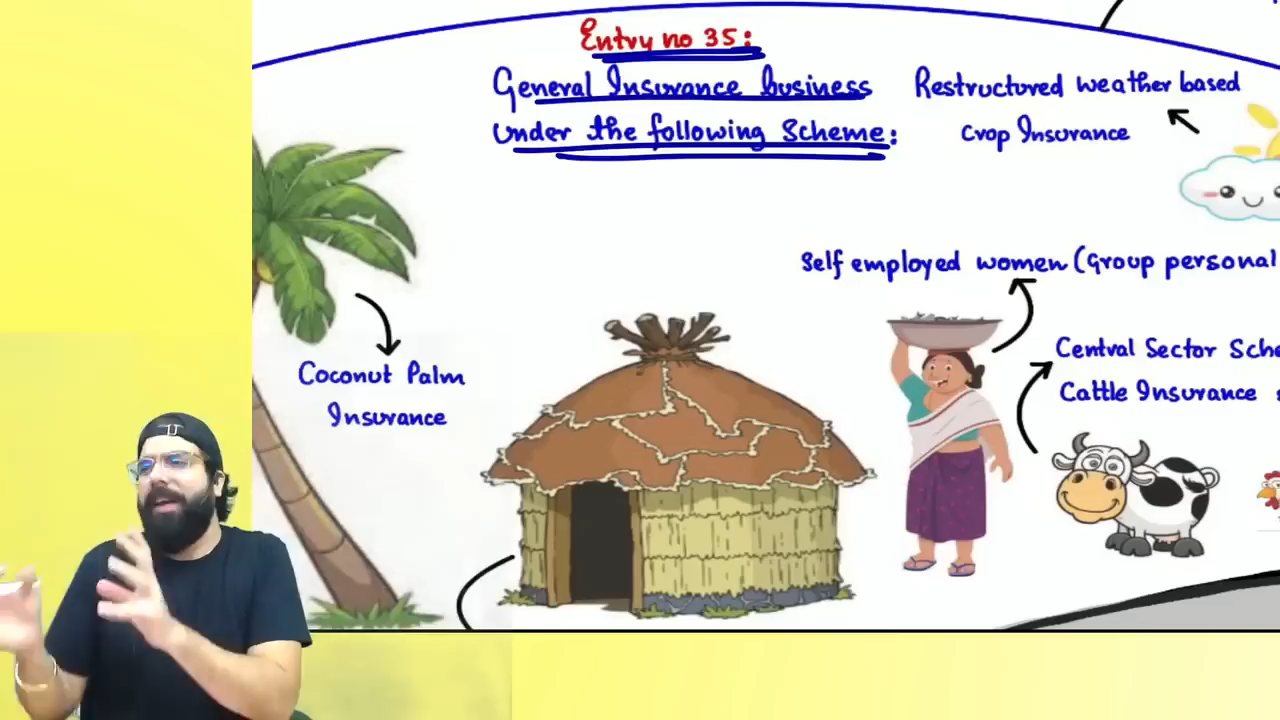 Entry no 35:
General Insurance business
under the following Scheme:
Restructured weather based
crop Insurance
Self employed women (Group personal
Central Sector Sche
Cattle Insurance
Coconut Palm
Insurance